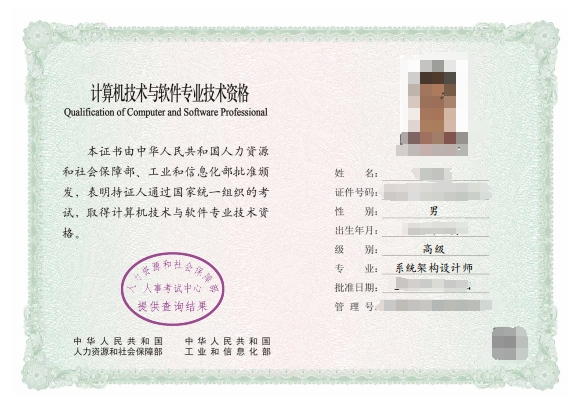 计算机技术与软件专业技术资格
Qualification of Computer and Software Professional
本证书由中华人民共和国人力资源
和社会保障部、工业和信息化部批准颁
发，表明持证人通过国家统一组织的考
试，取得计算机技术与软件专业技术资
格。
人力资源和社会保障部
人事考试中心
提供查询结果
中华人民共和国
人力资源和社会保障部
中华人民共和国
工业和信息化部
姓 名：
证件号码：
性 别： 男
出生年月：
级 别： 高级
专 业： 系统架构设计师
批准日期：
管 理 号：